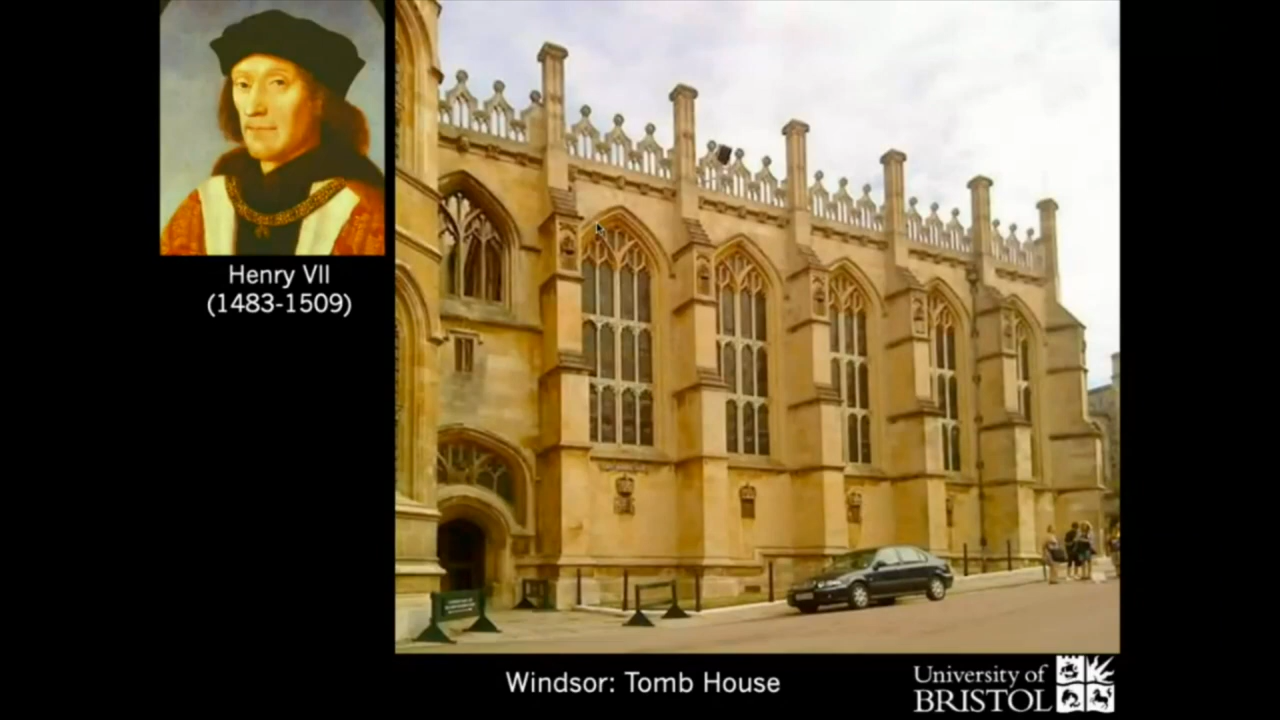 Henry VII
(1483-1509)
Windsor: Tomb House
University of
BRISTOL